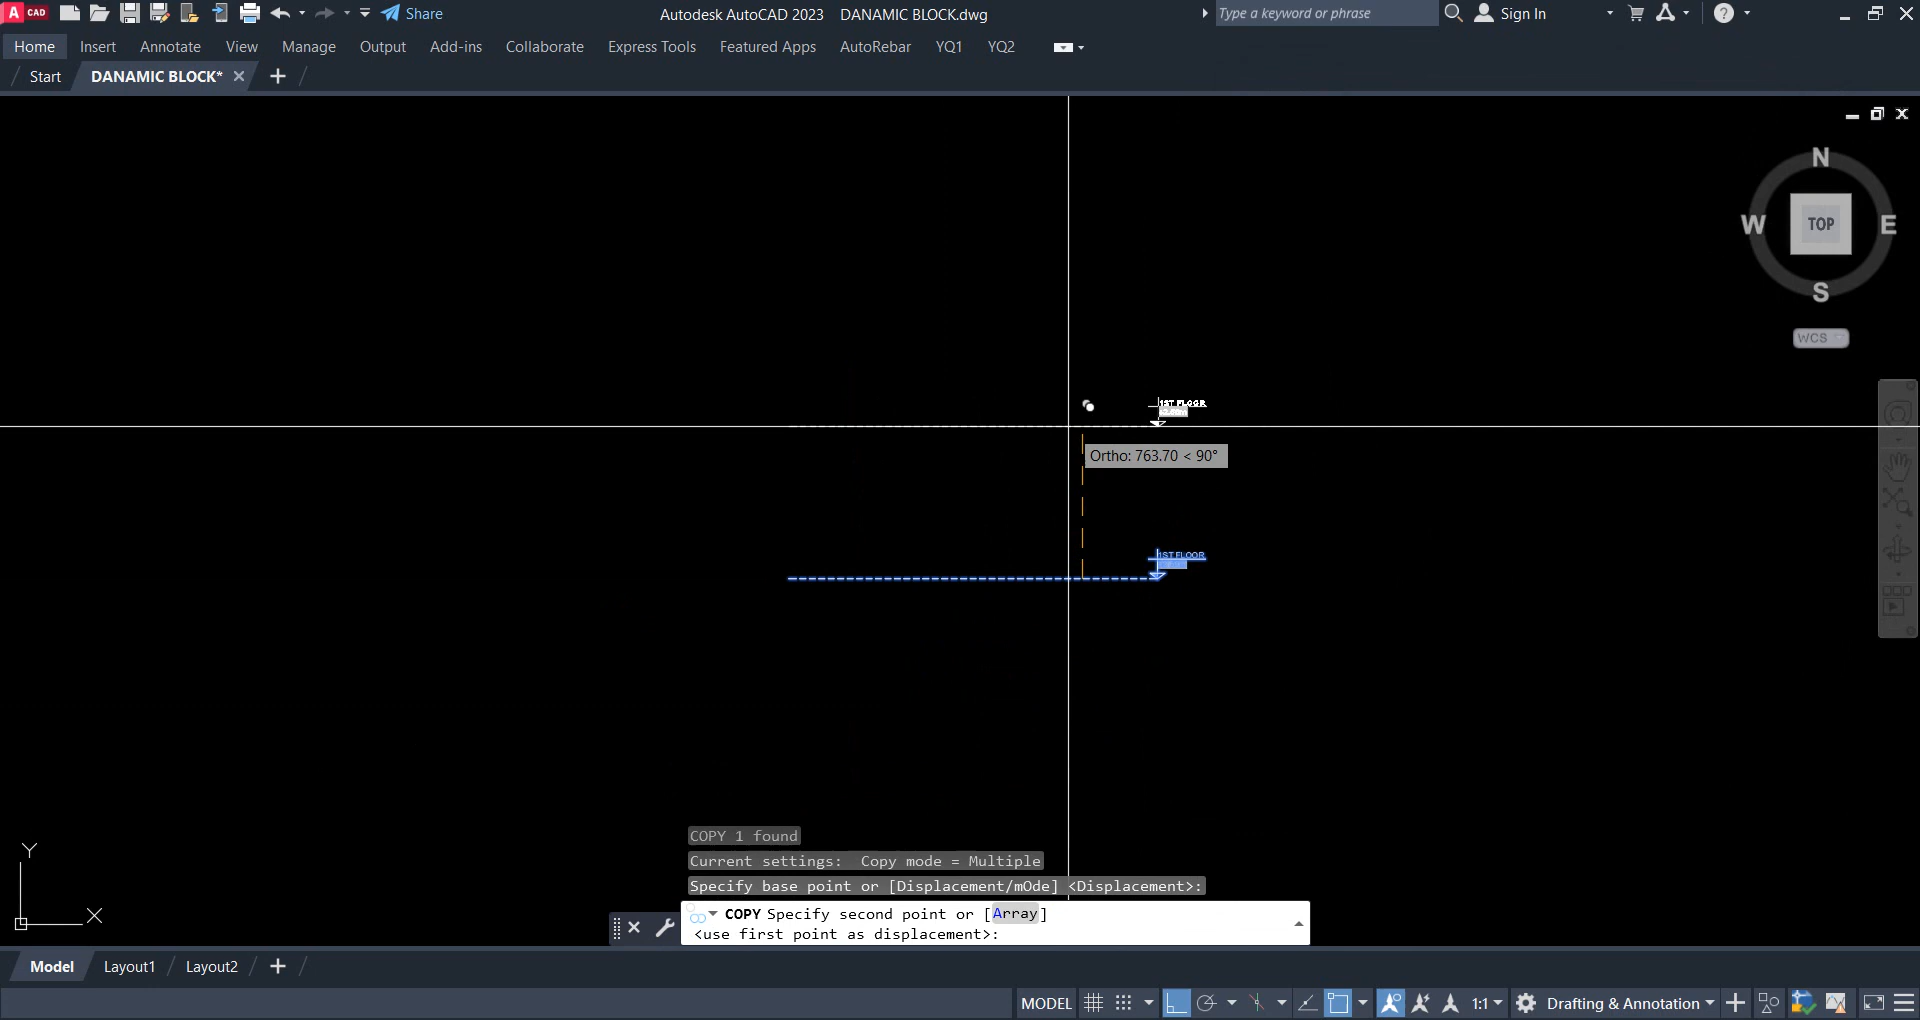 A CAD Share Autodesk AutoCAD 2023 DANAMIC BLOCK.dwg Type a keyword or phrase Sign In ?
Home Insert Annotate View Manage Output Add-ins Collaborate Express Tools Featured Apps AutoRebar YQ1 YQ2
Start DANAMIC BLOCK*
N
W TOP E
S
WCS
1ST FLOOR
Ortho: 763.70 < 90°
1ST FLOOR
Y
X
COPY 1 found
Current settings: Copy mode = Multiple
Specify base point or [Displacement/mOde] <Displacement>:
COPY Specify second point or [Array]
<use first point as displacement>:
Model Layout1 Layout2
MODEL 1:1 Drafting & Annotation